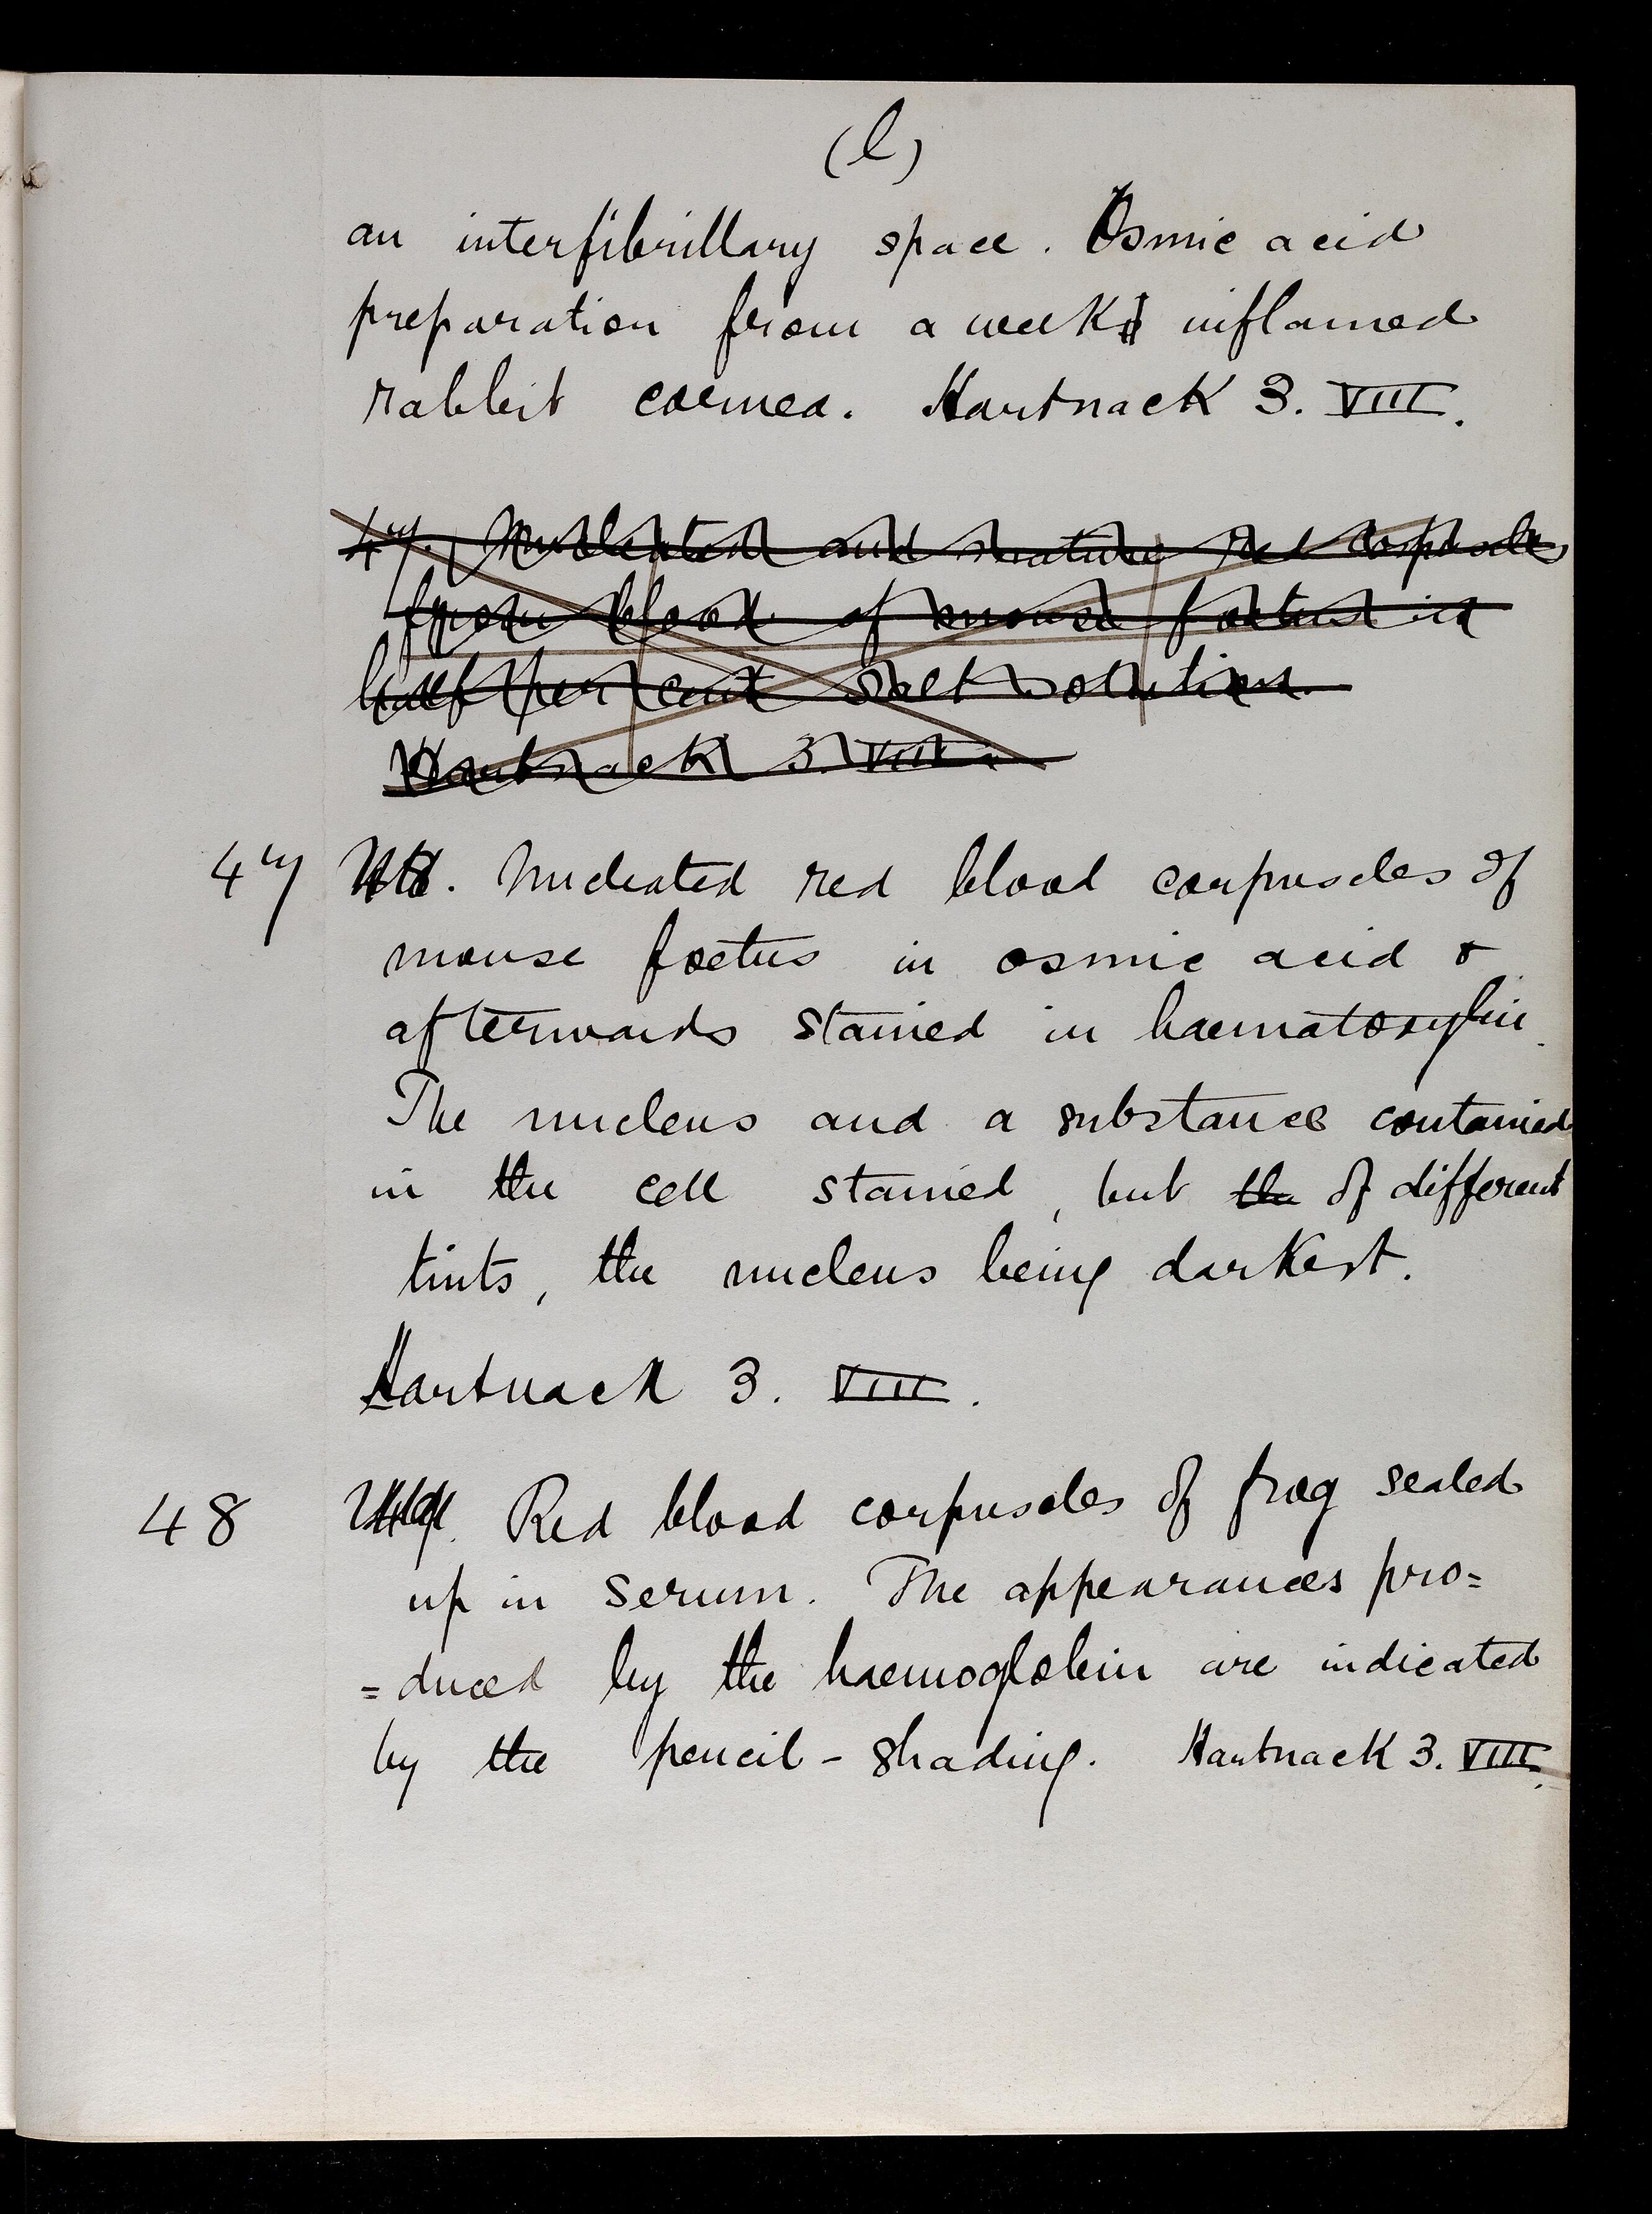 (l)
an interfibrillary space. Osmic acid
preparation from a week inflamed
rabbit cornea. Hartnack 3. VIII.
47. Nucleated and mature red corpuscles
from blood of mouse foetus in
half per cent salt solution.
Hartnack 3. VIII.
47 48. Nucleated red blood corpuscles of
mouse foetus in osmic acid &
afterwards stained in haematoxylin.
The nucleus and a substance contained
in the cell stained, but the of different
tints, the nucleus being darkest.
Hartnack 3. VIII.
48 Red blood corpuscles of frog sealed
up in serum. The appearances pro=
=duced by the haemoglobin are indicated
by the pencil-shading. Hartnack 3. VIII.